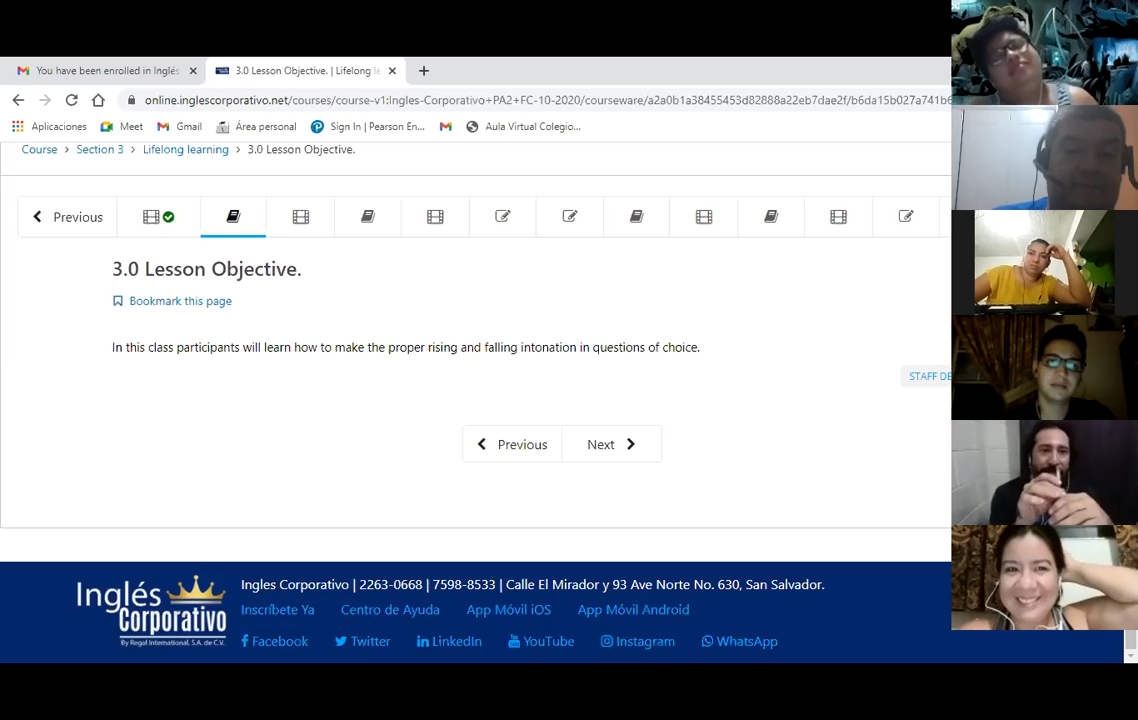 You have been enrolled in Inglés
3.0 Lesson Objective. | Lifelong le
online.inglescorporativo.net/courses/course-v1:Ingles-Corporativo+PA2+FC-10-2020/courseware/a2a0b1a38455453d82888a22eb7dae2f/b6da15b027a741b6
Aplicaciones Meet Gmail Área personal Sign In | Pearson En... Aula Virtual Colegio...
Course > Section 3 > Lifelong learning > 3.0 Lesson Objective.
Previous
3.0 Lesson Objective.
Bookmark this page
In this class participants will learn how to make the proper rising and falling intonation in questions of choice.
STAFF DE
Previous Next
Inglés Corporativo
By Regal International, S.A. de C.V.
Ingles Corporativo | 2263-0668 | 7598-8533 | Calle El Mirador y 93 Ave Norte No. 630, San Salvador.
Inscríbete Ya Centro de Ayuda App Móvil iOS App Móvil Android
Facebook Twitter LinkedIn YouTube Instagram WhatsApp